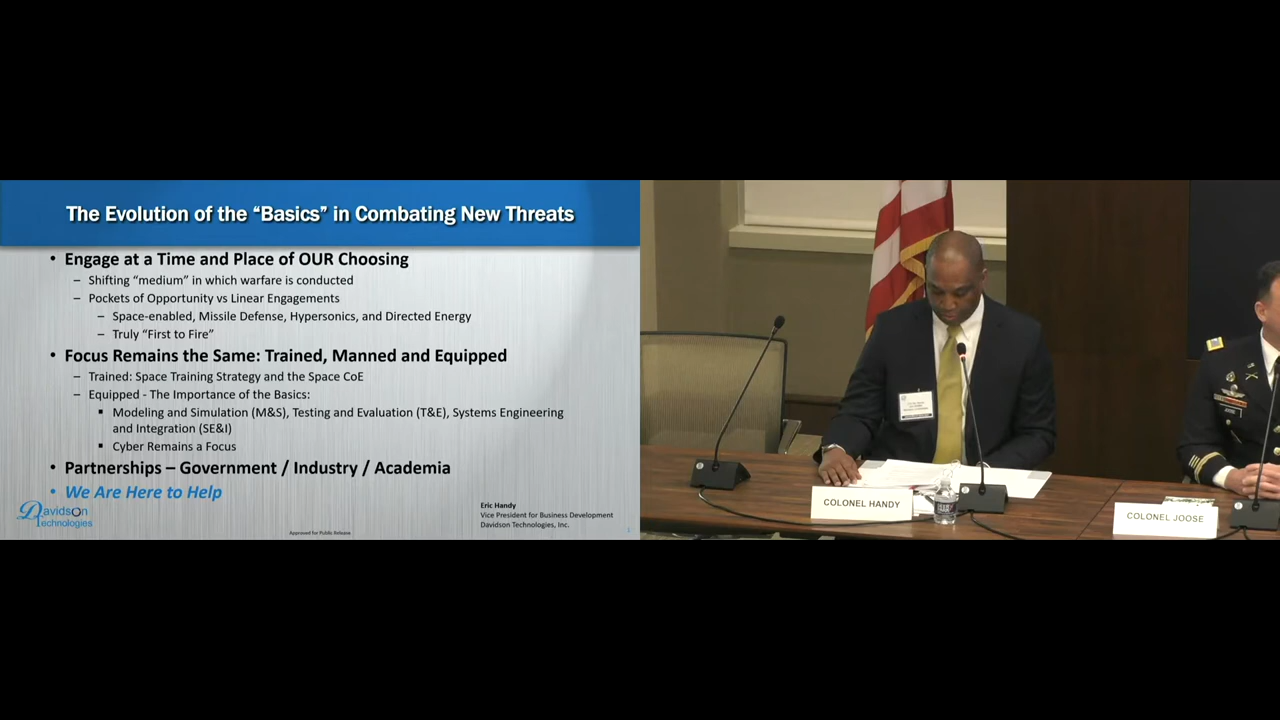 The Evolution of the “Basics” in Combating New Threats
• Engage at a Time and Place of OUR Choosing
– Shifting “medium” in which warfare is conducted
– Pockets of Opportunity vs Linear Engagements
– Space-enabled, Missile Defense, Hypersonics, and Directed Energy
– Truly “First to Fire”
• Focus Remains the Same: Trained, Manned and Equipped
– Trained: Space Training Strategy and the Space CoE
– Equipped - The Importance of the Basics:
▪ Modeling and Simulation (M&S), Testing and Evaluation (T&E), Systems Engineering
and Integration (SE&I)
▪ Cyber Remains a Focus
• Partnerships – Government / Industry / Academia
• We Are Here to Help
Davidson
Technologies
Eric Handy
Vice President for Business Development
Davidson Technologies, Inc.
Approved for Public Release
1
COLONEL HANDY
COLONEL JOOSE
JOOSE